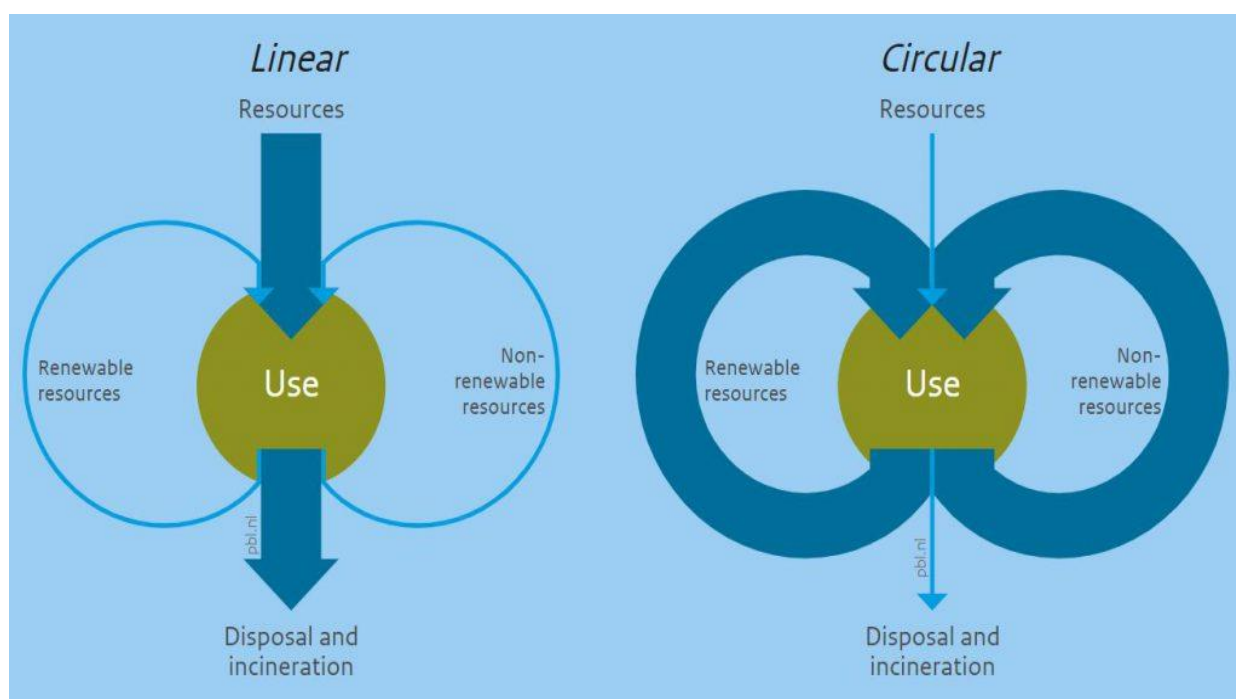 Linear
Resources
Renewable
resources
Use
Non-
renewable
resources
pbl.nl
Disposal and
incineration
Circular
Resources
Renewable
resources
Use
Non-
renewable
resources
pbl.nl
Disposal and
incineration